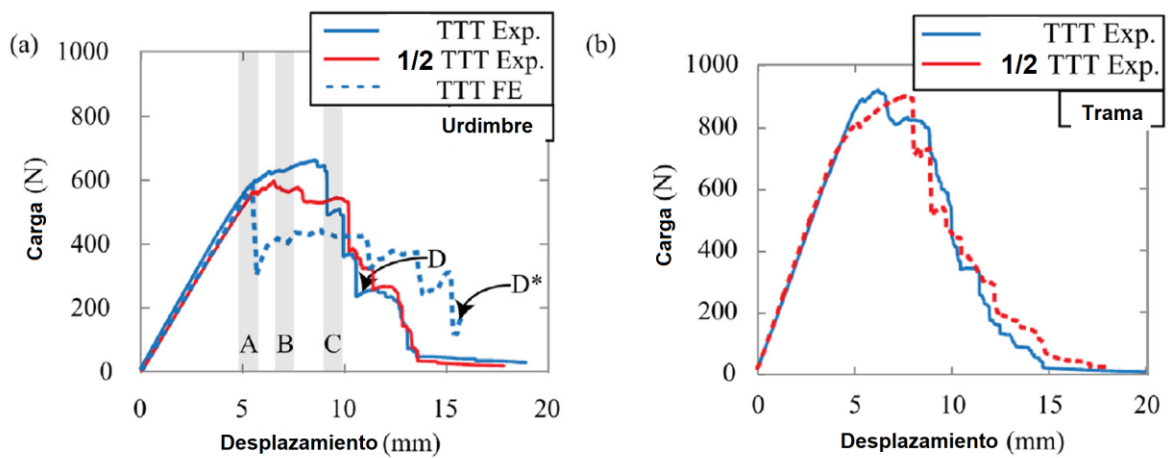 (a)
TTT Exp.
1/2 TTT Exp.
TTT FE
Urdimbre
1000
800
600
400
200
0
Carga (N)
A
B
C
D
D*
0
5
10
15
20
Desplazamiento (mm)
(b)
TTT Exp.
1/2 TTT Exp.
Trama
1000
800
600
400
200
0
Carga (N)
0
5
10
15
20
Desplazamiento (mm)